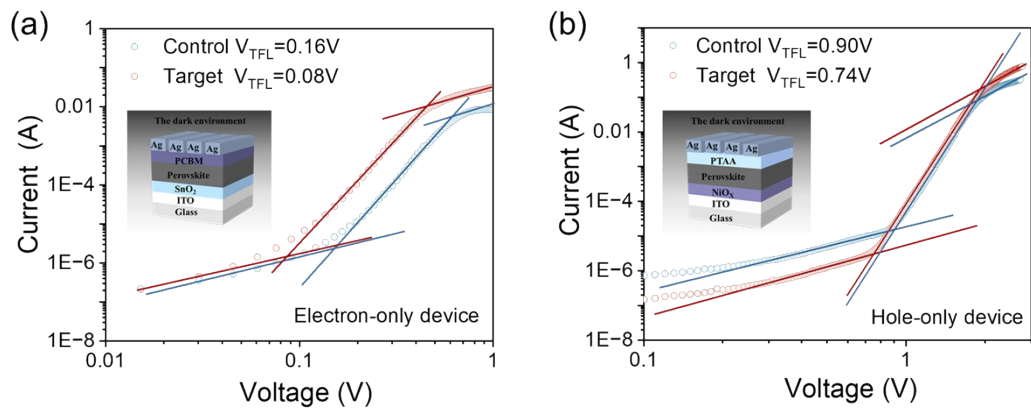 (a)
Control V_TFL=0.16V
Target V_TFL=0.08V
The dark environment
Ag Ag Ag Ag
PCBM
Perovskite
SnO₂
ITO
Glass
Electron-only device
1
0.01
1E−4
1E−6
1E−8
Current (A)
0.01 0.1 1
Voltage (V)
(b)
Control V_TFL=0.90V
Target V_TFL=0.74V
The dark environment
Ag Ag Ag Ag
PTAA
Perovskite
NiOₓ
ITO
Glass
Hole-only device
1
0.1
1E−4
1E−6
1E−8
Current (A)
0.1 1
Voltage (V)